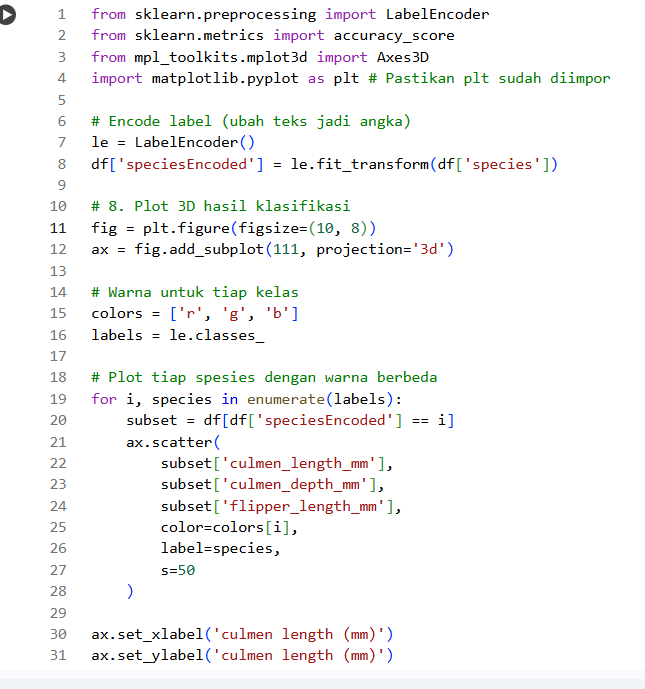 1 from sklearn.preprocessing import LabelEncoder
2 from sklearn.metrics import accuracy_score
3 from mpl_toolkits.mplot3d import Axes3D
4 import matplotlib.pyplot as plt # Pastikan plt sudah diimpor
5
6 # Encode label (ubah teks jadi angka)
7 le = LabelEncoder()
8 df['speciesEncoded'] = le.fit_transform(df['species'])
9
10 # 8. Plot 3D hasil klasifikasi
11 fig = plt.figure(figsize=(10, 8))
12 ax = fig.add_subplot(111, projection='3d')
13
14 # Warna untuk tiap kelas
15 colors = ['r', 'g', 'b']
16 labels = le.classes_
17
18 # Plot tiap spesies dengan warna berbeda
19 for i, species in enumerate(labels):
20     subset = df[df['speciesEncoded'] == i]
21     ax.scatter(
22         subset['culmen_length_mm'],
23         subset['culmen_depth_mm'],
24         subset['flipper_length_mm'],
25         color=colors[i],
26         label=species,
27         s=50
28     )
29
30 ax.set_xlabel('culmen length (mm)')
31 ax.set_ylabel('culmen length (mm)')